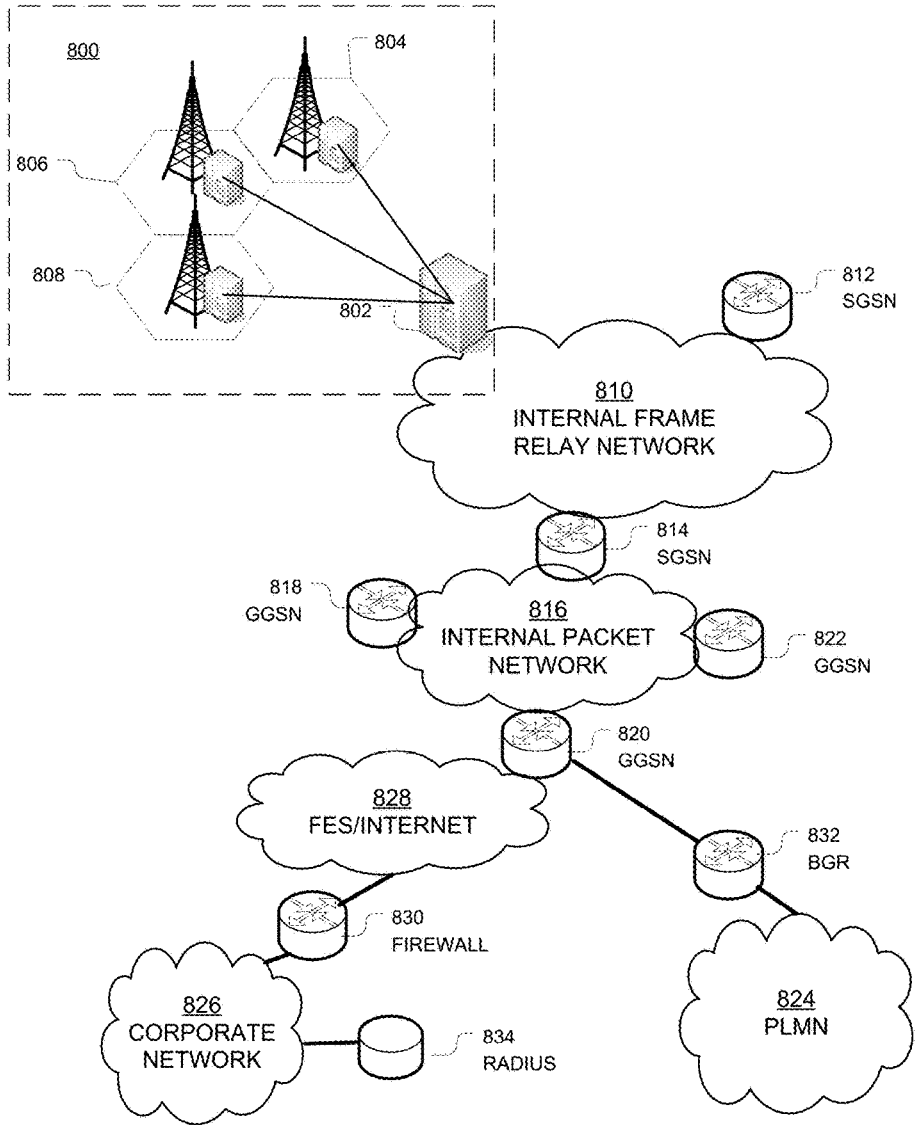 800
804
806
808
802
812
SGSN
810
INTERNAL FRAME
RELAY NETWORK
814
SGSN
818
GGSN
816
INTERNAL PACKET
NETWORK
822
GGSN
820
GGSN
828
FES/INTERNET
832
BGR
830
FIREWALL
826
CORPORATE
NETWORK
834
RADIUS
824
PLMN